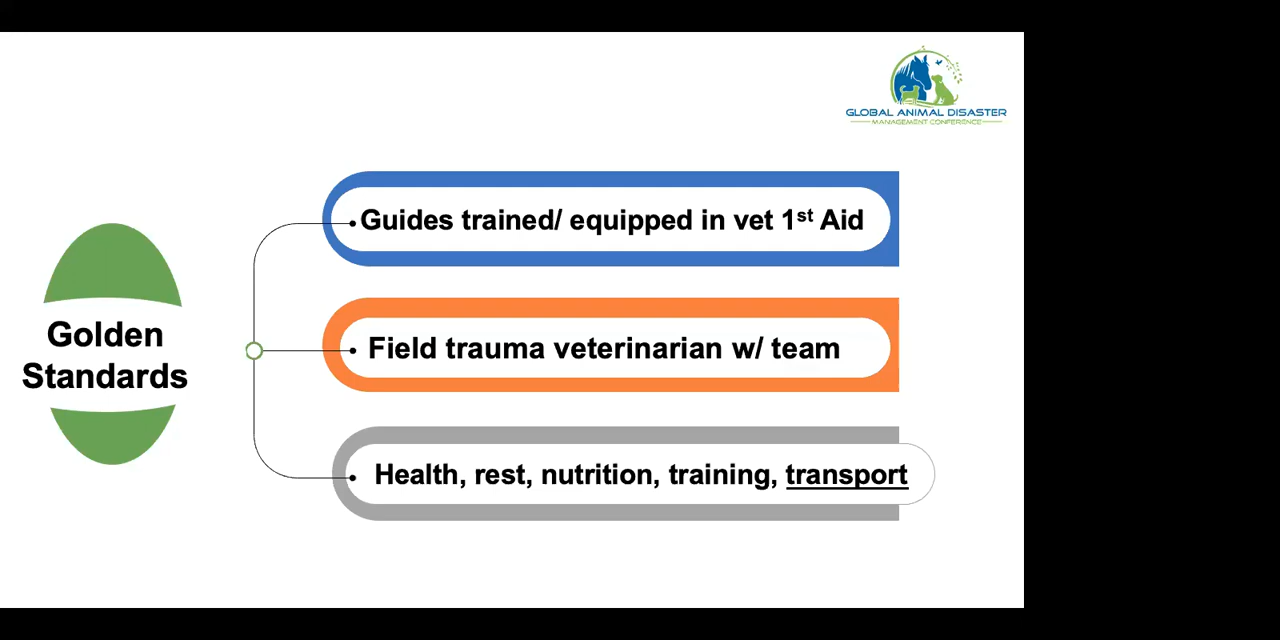 GLOBAL ANIMAL DISASTER
MANAGEMENT CONFERENCE
Guides trained/ equipped in vet 1st Aid
Golden
Standards
Field trauma veterinarian w/ team
Health, rest, nutrition, training, transport